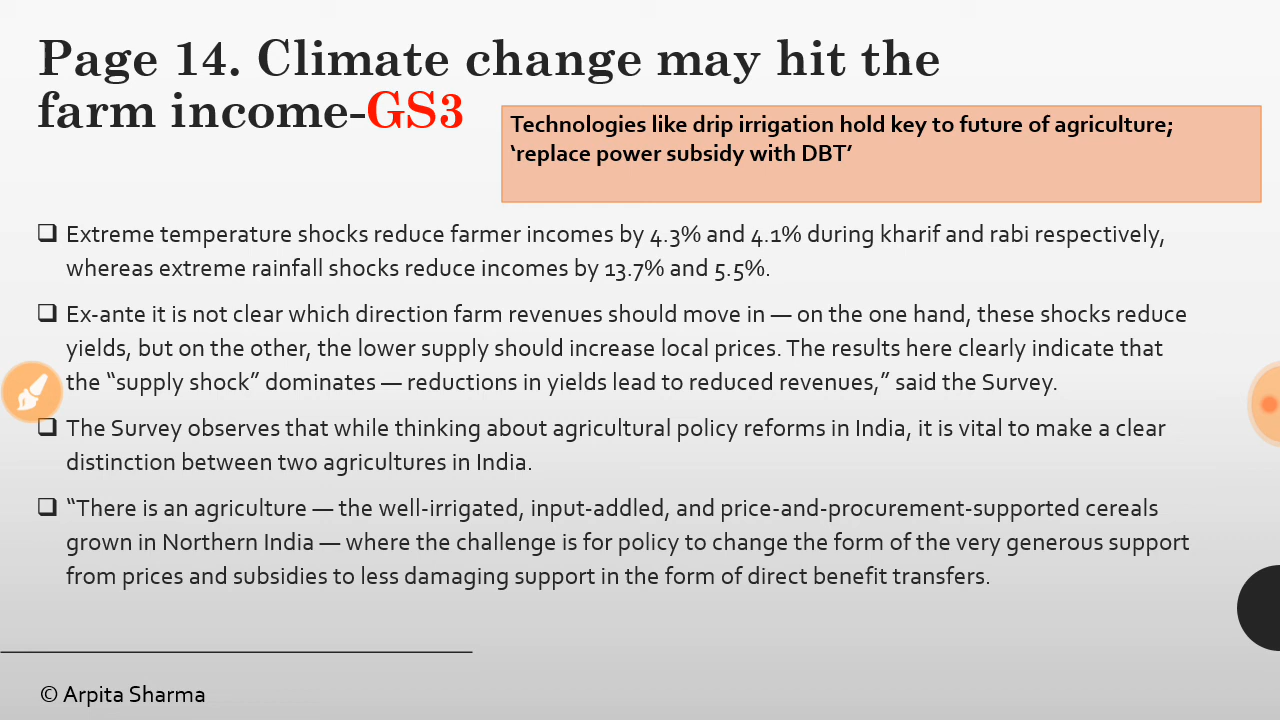 Page 14. Climate change may hit the
farm income-GS3
Technologies like drip irrigation hold key to future of agriculture;
‘replace power subsidy with DBT’
Extreme temperature shocks reduce farmer incomes by 4.3% and 4.1% during kharif and rabi respectively,
whereas extreme rainfall shocks reduce incomes by 13.7% and 5.5%.
Ex-ante it is not clear which direction farm revenues should move in — on the one hand, these shocks reduce
yields, but on the other, the lower supply should increase local prices. The results here clearly indicate that
the “supply shock” dominates — reductions in yields lead to reduced revenues,” said the Survey.
The Survey observes that while thinking about agricultural policy reforms in India, it is vital to make a clear
distinction between two agricultures in India.
“There is an agriculture — the well-irrigated, input-addled, and price-and-procurement-supported cereals
grown in Northern India — where the challenge is for policy to change the form of the very generous support
from prices and subsidies to less damaging support in the form of direct benefit transfers.
© Arpita Sharma